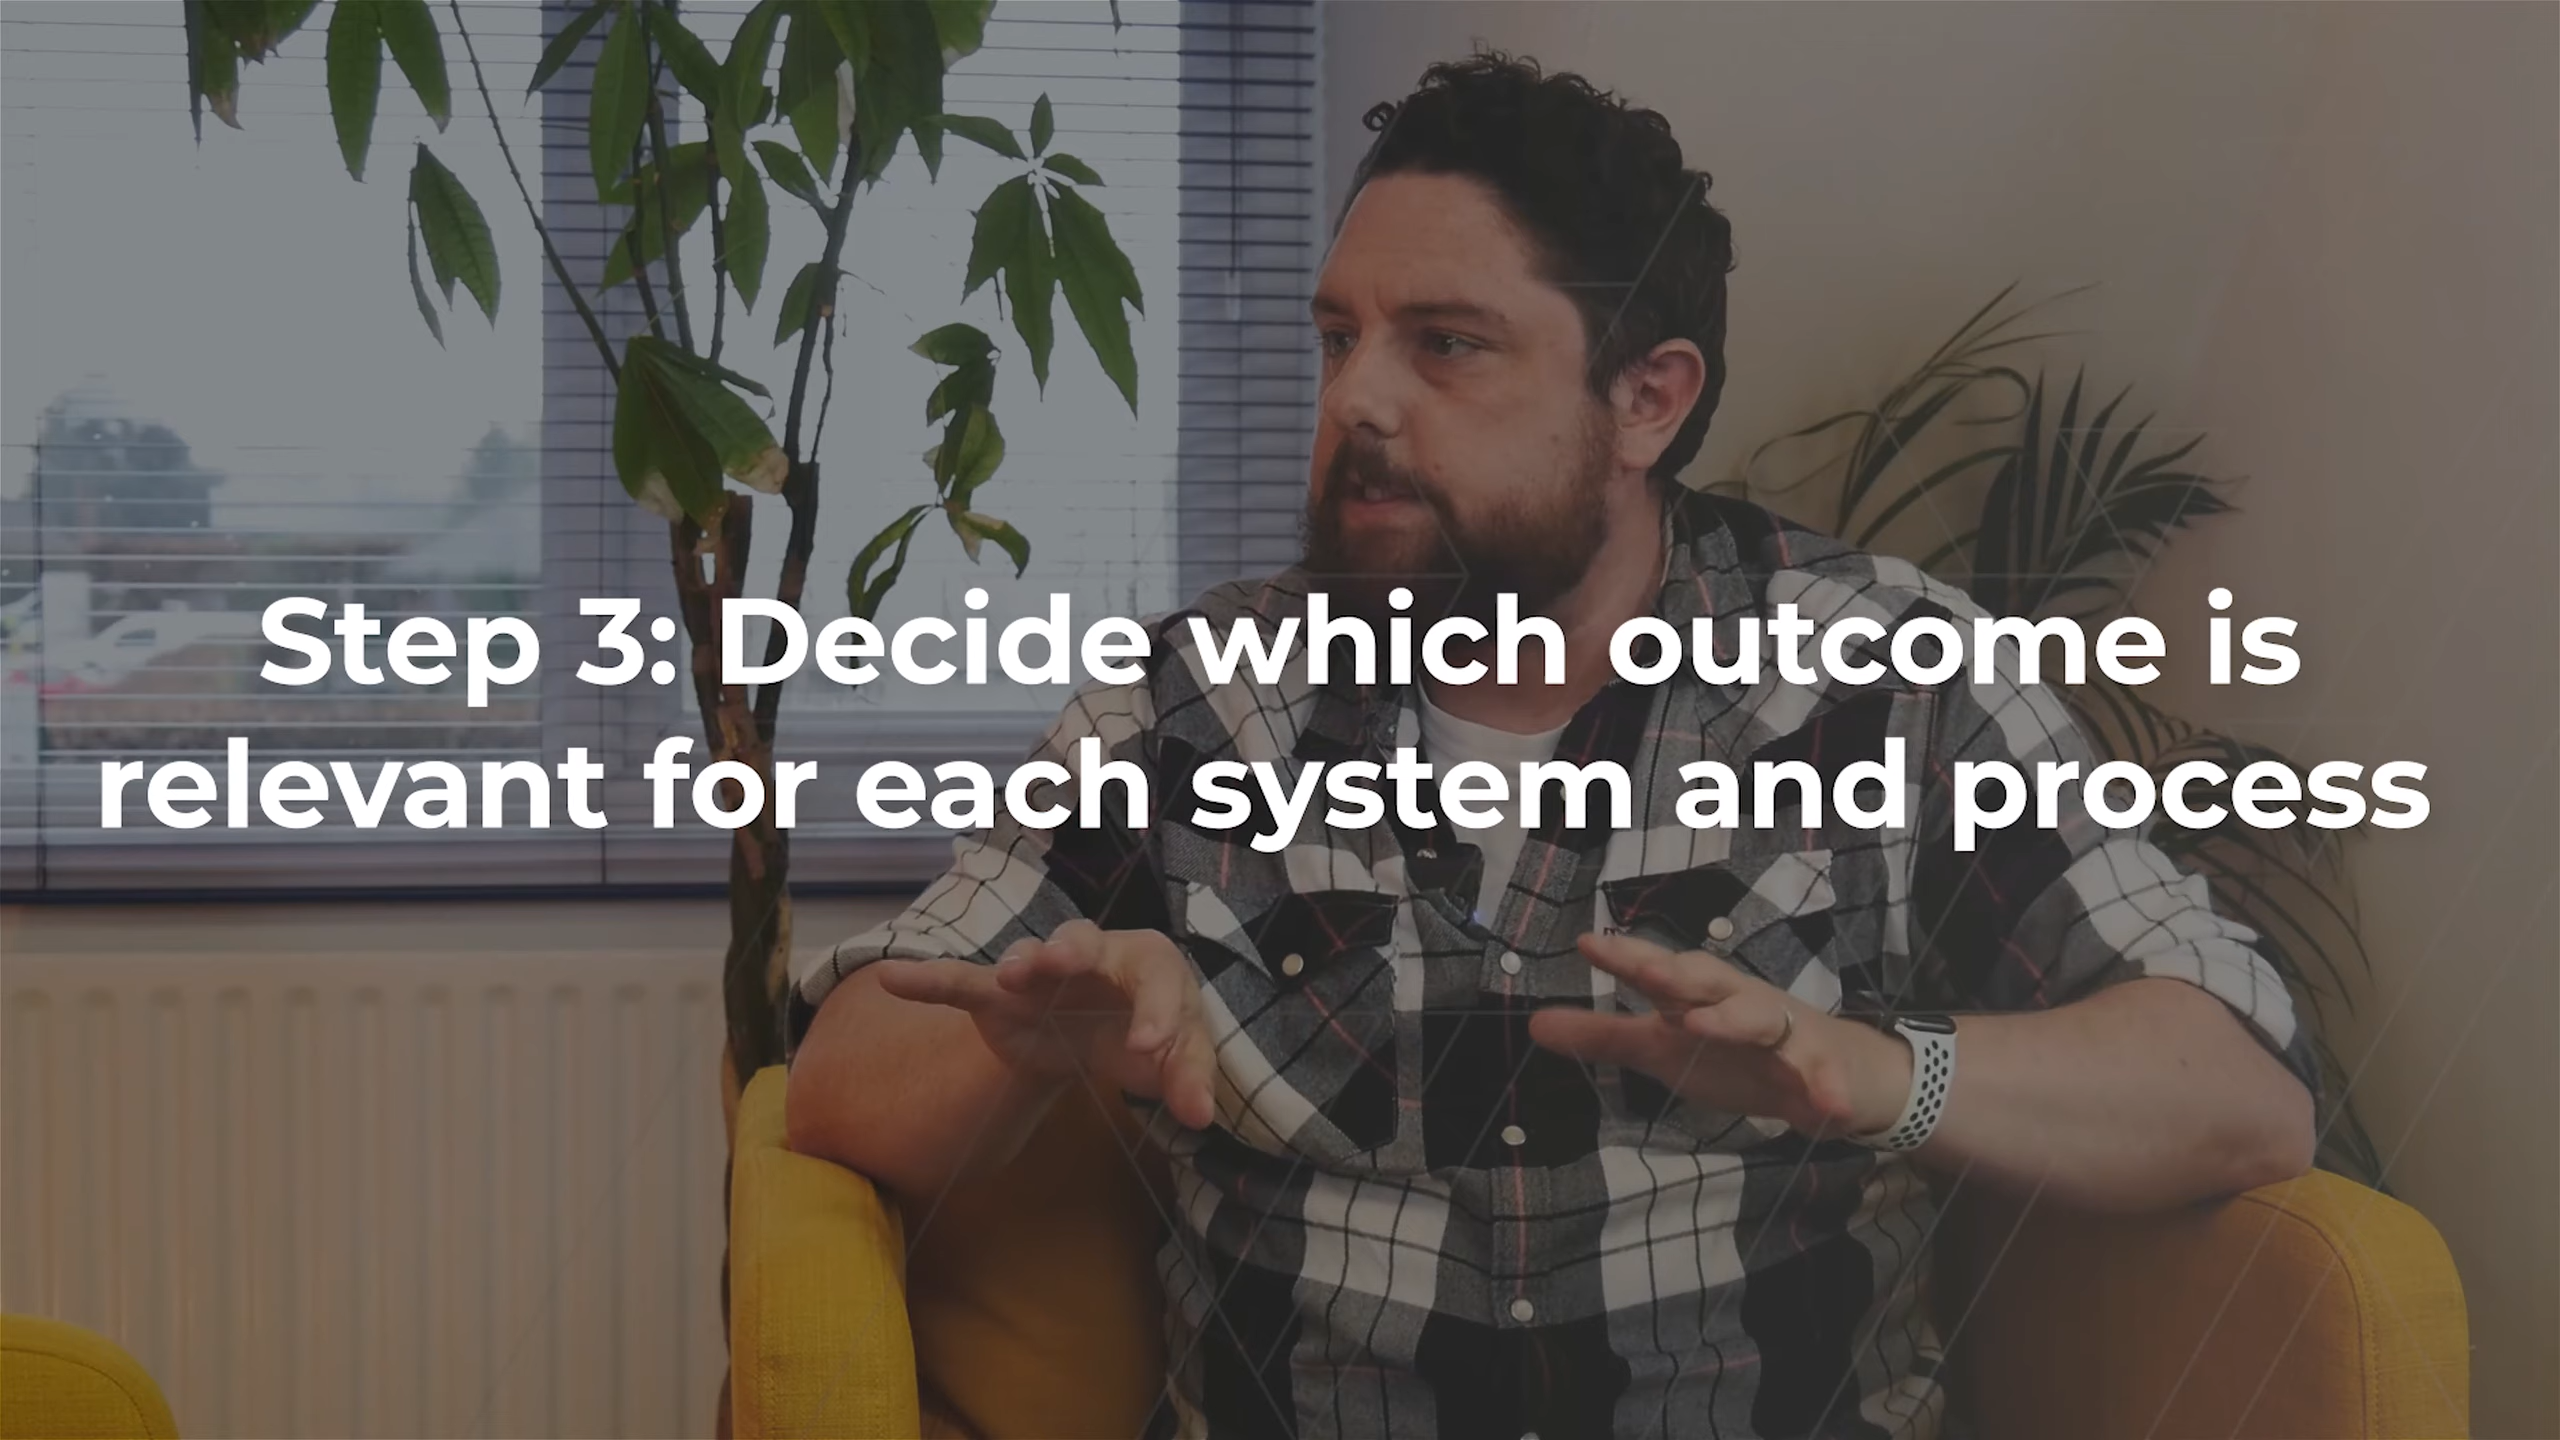 Step 3: Decide which outcome is
relevant for each system and process